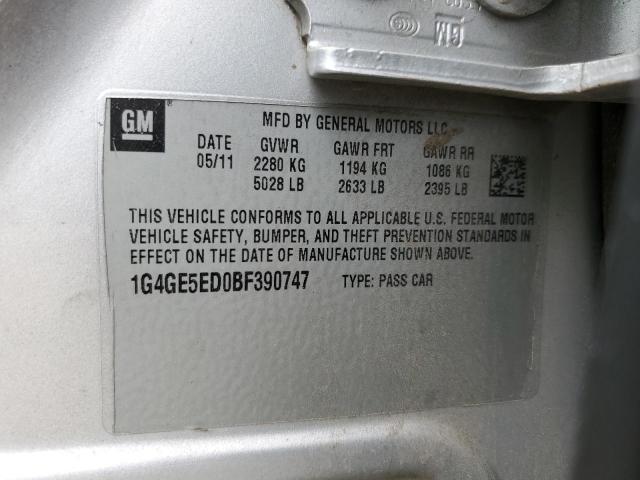 GM
GM
MFD BY GENERAL MOTORS LLC
DATE GVWR GAWR FRT GAWR RR
05/11 2280 KG 1194 KG 1086 KG
5028 LB 2633 LB 2395 LB
THIS VEHICLE CONFORMS TO ALL APPLICABLE U.S. FEDERAL MOTOR
VEHICLE SAFETY, BUMPER, AND THEFT PREVENTION STANDARDS IN
EFFECT ON THE DATE OF MANUFACTURE SHOWN ABOVE.
1G4GE5ED0BF390747 TYPE: PASS CAR